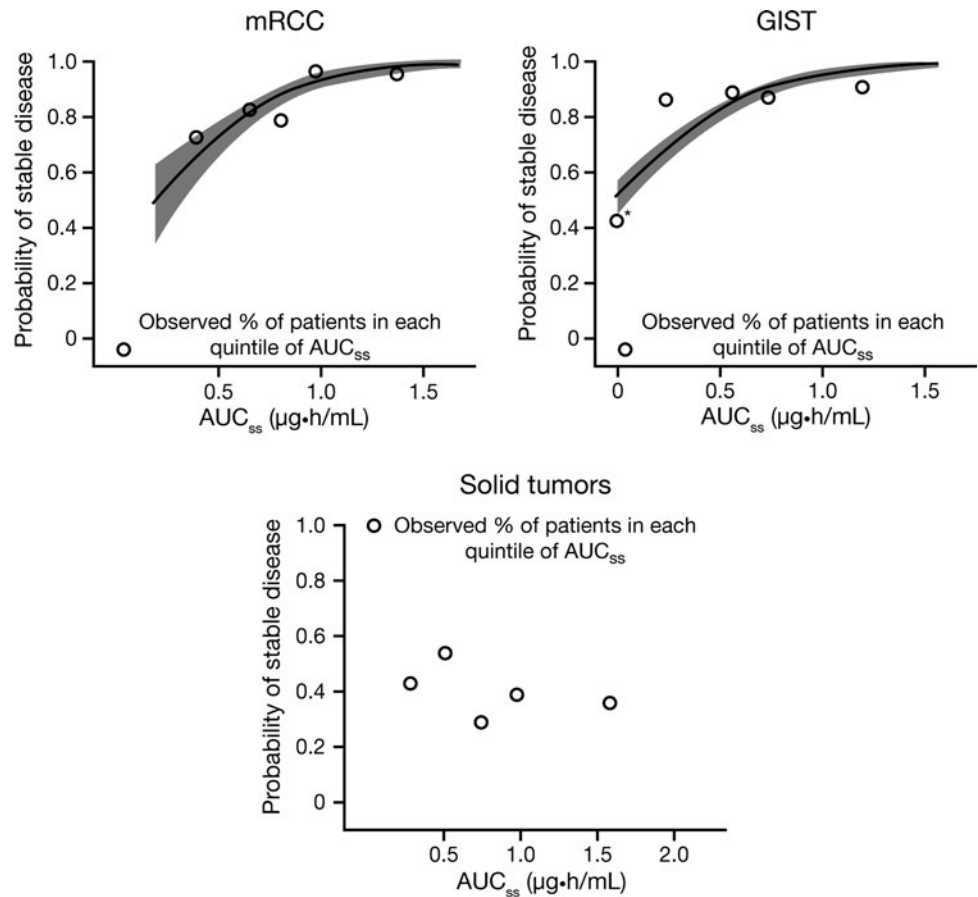 mRCC
Probability of stable disease
1.0
0.8
0.6
0.4
0.2
0
Observed % of patients in each
quintile of AUCss
0.5
1.0
1.5
AUCss (µg•h/mL)
GIST
Probability of stable disease
1.0
0.8
0.6
0.4
0.2
0
*
Observed % of patients in each
quintile of AUCss
0
0.5
1.0
1.5
AUCss (µg•h/mL)
Solid tumors
Probability of stable disease
1.0
0.8
0.6
0.4
0.2
0
Observed % of patients in each
quintile of AUCss
0.5
1.0
1.5
2.0
AUCss (µg•h/mL)